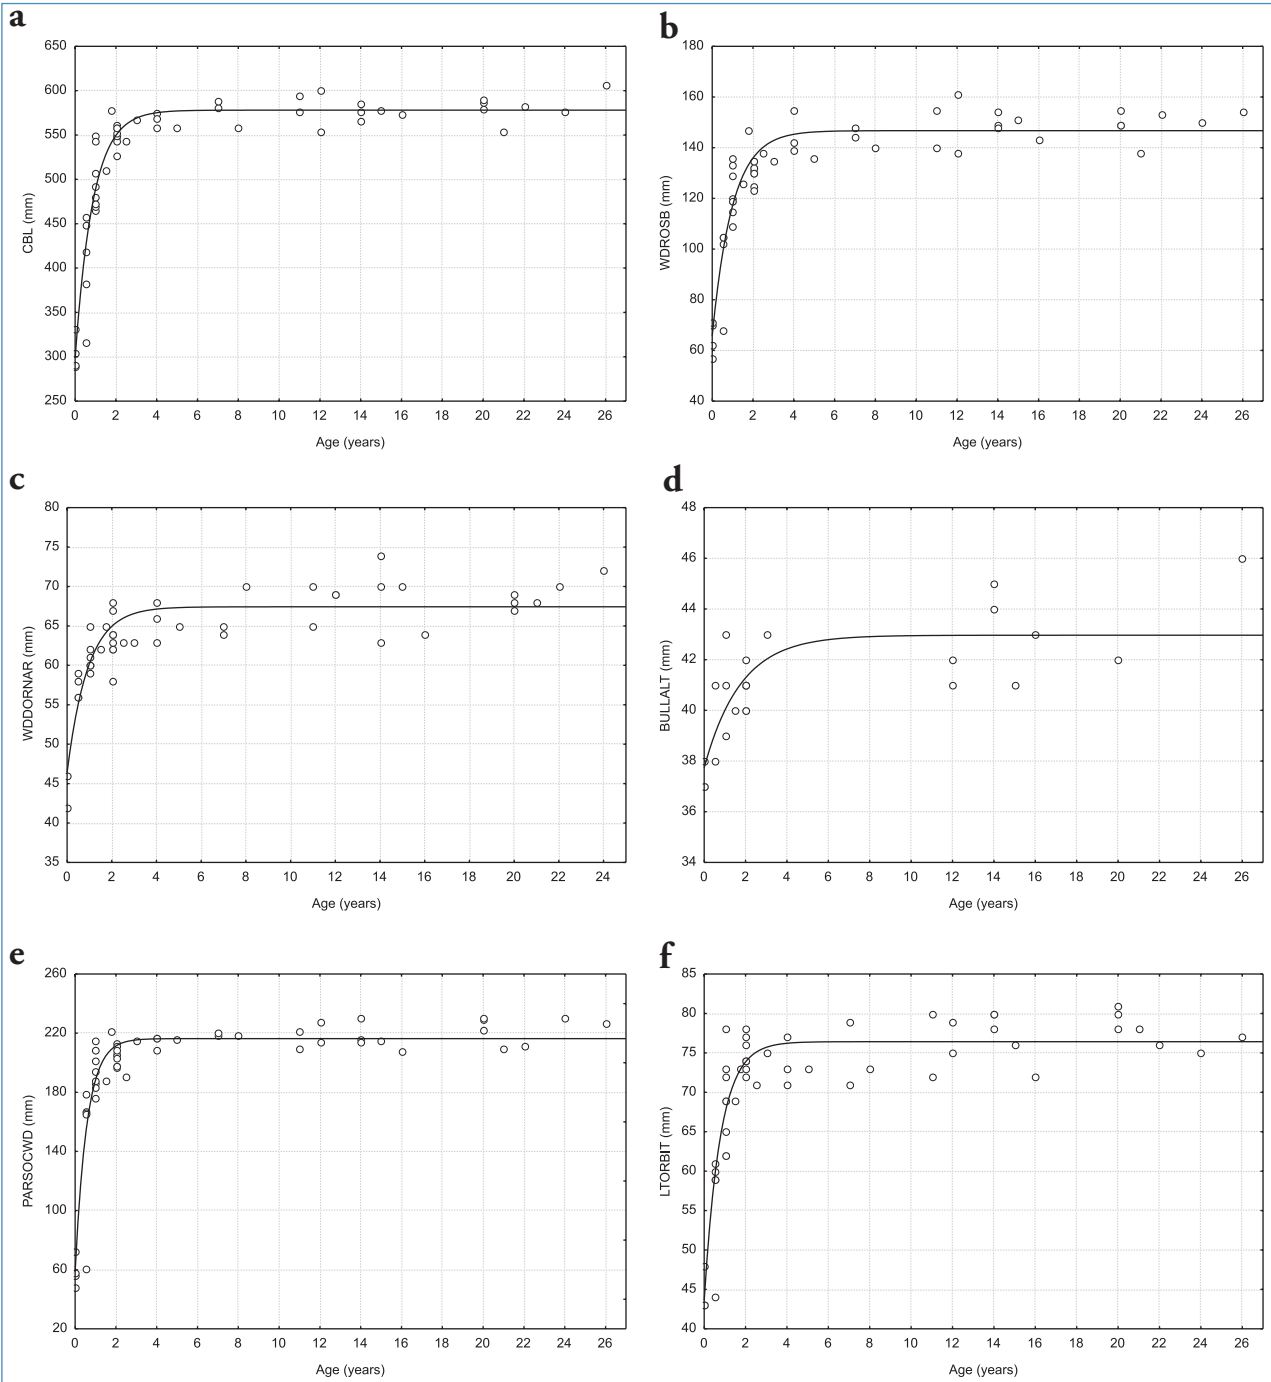 a
650
600
550
500
450
400
350
300
250
CBL (mm)
0 2 4 6 8 10 12 14 16 18 20 22 24 26
Age (years)
b
180
160
140
120
100
80
60
40
WDROSB (mm)
0 2 4 6 8 10 12 14 16 18 20 22 24 26
Age (years)
c
80
75
70
65
60
55
50
45
40
35
WDDORNAR (mm)
0 2 4 6 8 10 12 14 16 18 20 22 24
Age (years)
d
48
46
44
42
40
38
36
34
BULLALT (mm)
0 2 4 6 8 10 12 14 16 18 20 22 24 26
Age (years)
e
260
220
180
140
100
60
20
PARSOCWD (mm)
0 2 4 6 8 10 12 14 16 18 20 22 24 26
Age (years)
f
85
80
75
70
65
60
55
50
45
40
LTORBIT (mm)
0 2 4 6 8 10 12 14 16 18 20 22 24 26
Age (years)